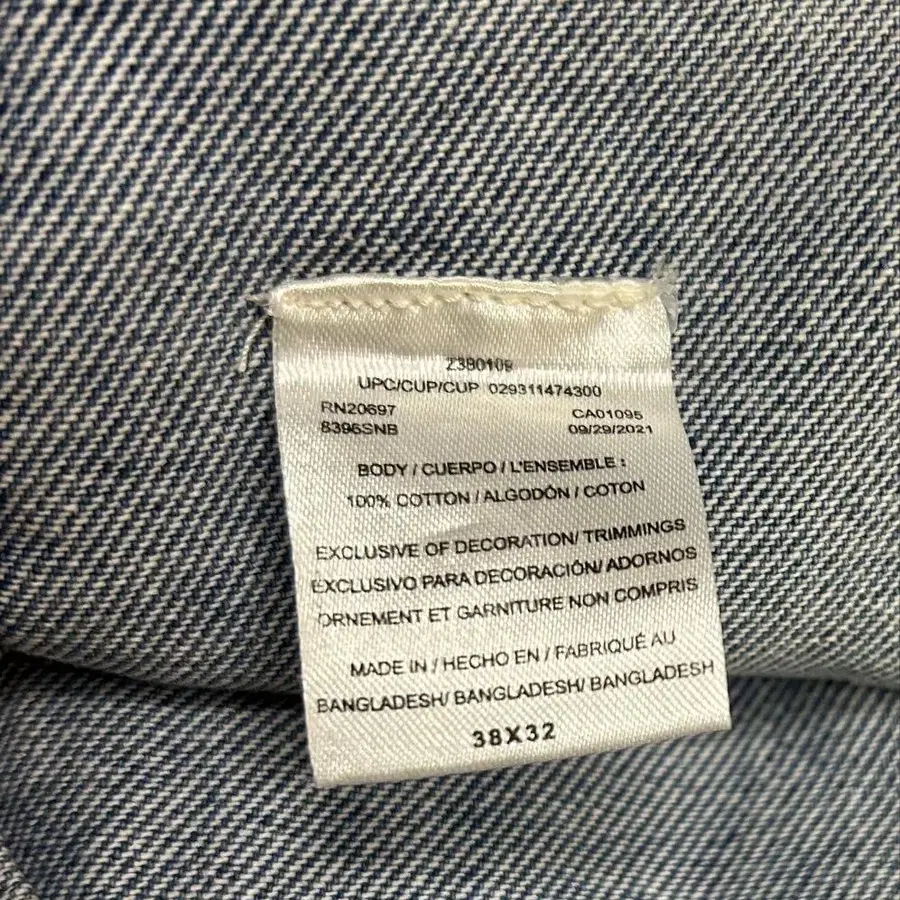 Z380109
UPC/CUP/CUP 029311474300
RN20697 CA01095
8396SNB 09/29/2021
BODY / CUERPO / L'ENSEMBLE :
100% COTTON / ALGODÓN / COTON
EXCLUSIVE OF DECORATION/ TRIMMINGS
EXCLUSIVO PARA DECORACIÓN/ ADORNOS
ORNEMENT ET GARNITURE NON COMPRIS
MADE IN / HECHO EN / FABRIQUÉ AU
BANGLADESH/ BANGLADESH/ BANGLADESH
38X32